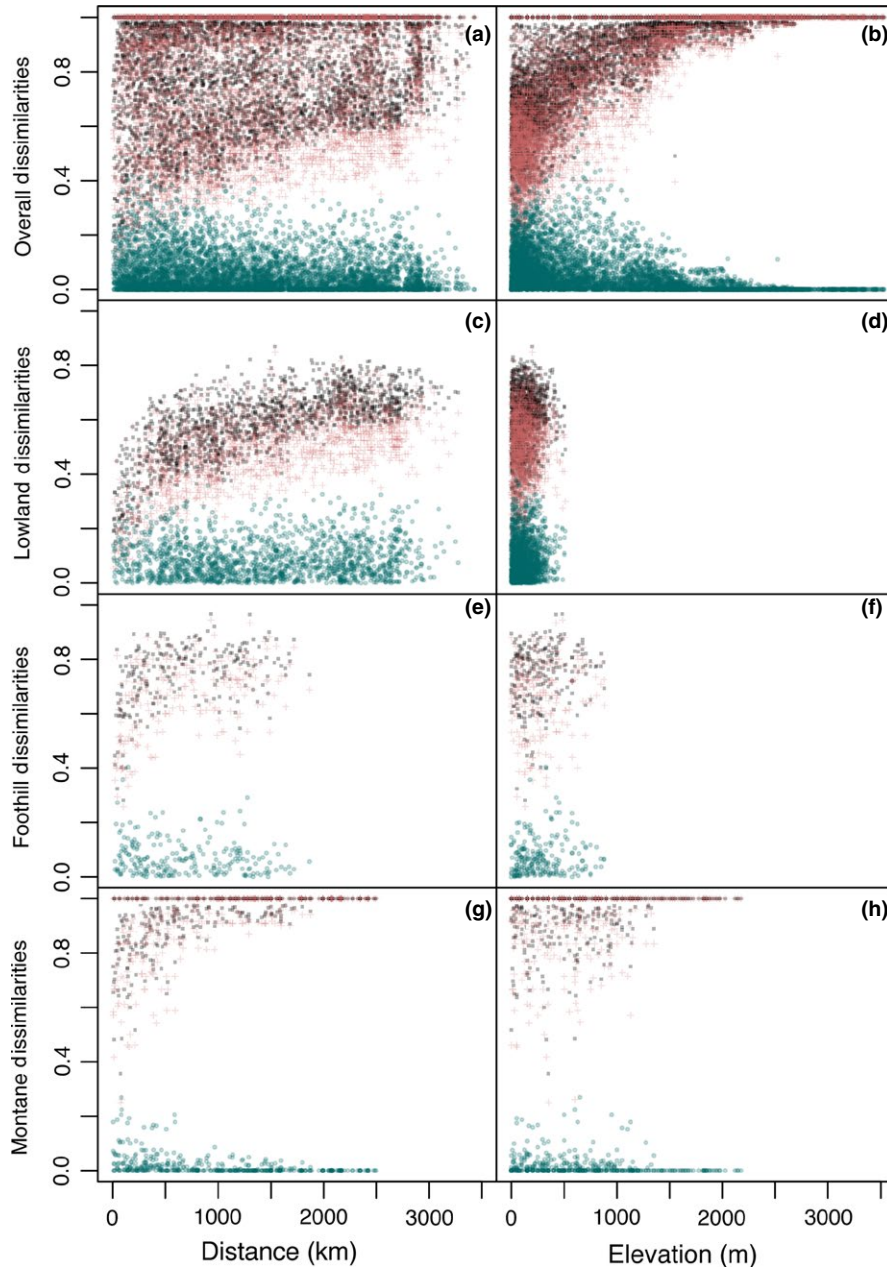 (a)
(b)
Overall dissimilarities
0.0
0.4
0.8
(c)
(d)
Lowland dissimilarities
0.0
0.4
0.8
(e)
(f)
Foothill dissimilarities
0.0
0.4
0.8
(g)
(h)
Montane dissimilarities
0.0
0.4
0.8
0 1000 2000 3000
0 1000 2000 3000
Distance (km)
Elevation (m)